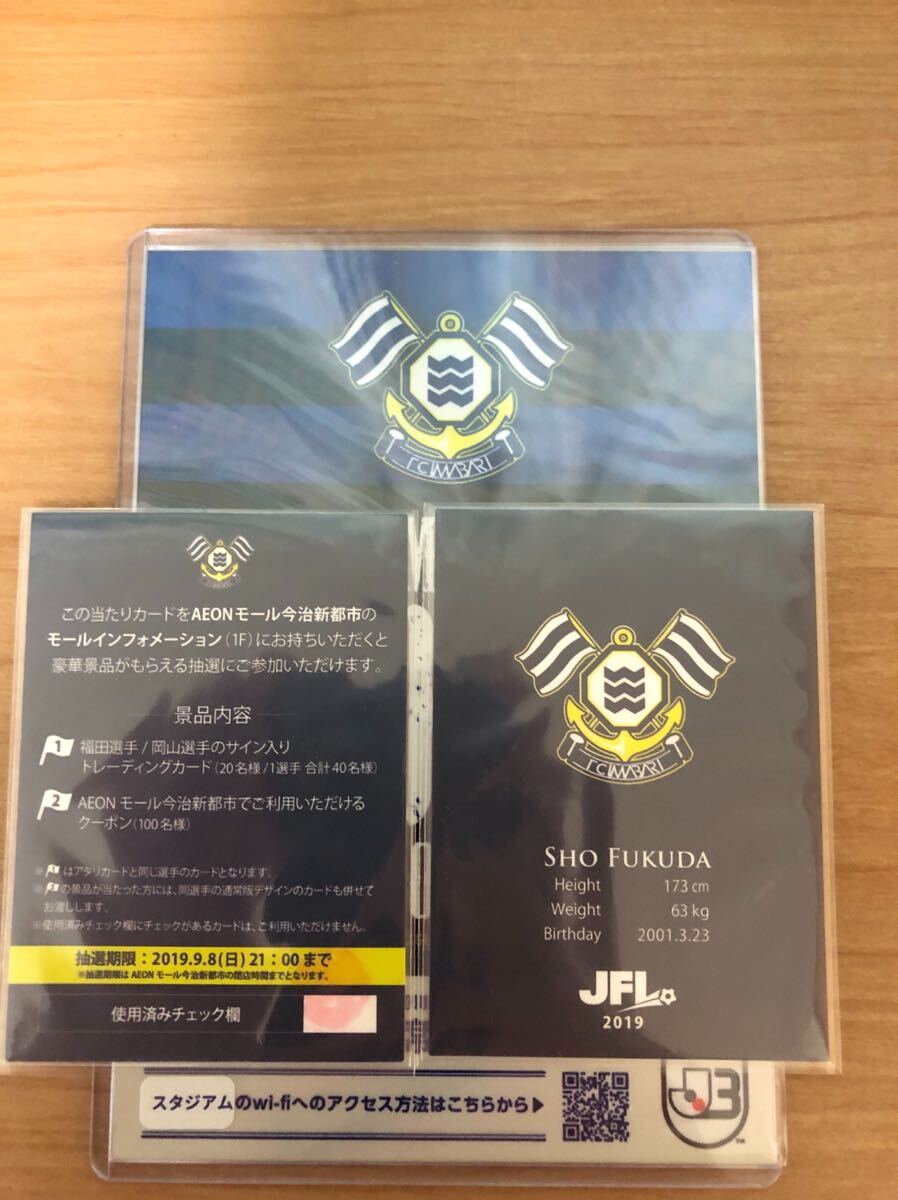 FC IMABARI
この当たりカードをAEONモール今治新都市の
モールインフォメーション（1F）にお持ちいただくと
豪華景品がもらえる抽選にご参加いただけます。
景品内容
1 福田選手 / 岡山選手のサイン入り
トレーディングカード（20名様 /1選手 合計40名様）
2 AEON モール今治新都市でご利用いただける
クーポン（100名様）
※1はアタリカードと同じ選手のカードとなります。
の景品が当たった方には、同選手の通常版デザインのカードも併せて
お渡しします。
※使用済みチェック欄にチェックがあるカードは、ご利用いただけません。
抽選期限：2019.9.8(日) 21：00 まで
※抽選期限は AEON モール今治新都市の閉店時間までとなります。
使用済みチェック欄
FC IMABARI
SHO FUKUDA
Height 173 cm
Weight 63 kg
Birthday 2001.3.23
JFL
2019
スタジアムのwi-fiへのアクセス方法はこちらから▶
J3